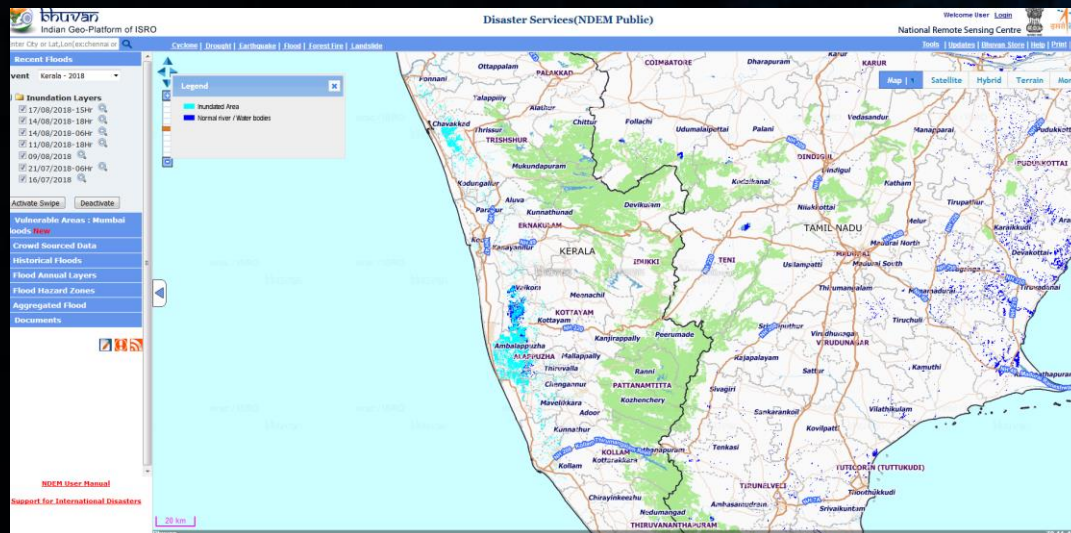 bhuvan
Indian Geo-Platform of ISRO
Disaster Services(NDEM Public)
Welcome User Login
National Remote Sensing Centre
Cyclone | Drought | Earthquake | Flood | Forest Fire | Landslide
Tools | Updates | Bhuvan Store | Help | Print
Recent Floods
vent Kerala - 2018
Inundation Layers
17/08/2018-15Hr
14/08/2018-18Hr
14/08/2018-06Hr
11/08/2018-18Hr
09/08/2018
21/07/2018-06Hr
16/07/2018
Activate Swipe Deactivate
Vulnerable Areas : Mumbai
loods New
Crowd Sourced Data
Historical Floods
Flood Annual Layers
Flood Hazard Zones
Aggregated Flood
Documents
NDEM User Manual
Support for International Disasters
Legend
Inundated Area
Normal river / Water bodies
Map | Satellite Hybrid Terrain Mor
COIMBATORE
Dharapuram
KARUR
Ottappalam
PALAKKAD
Ponnani
Talappilly
Alathur
Chittur
Pollachi
Udumalaipettai
Palani
Vedasandur
Manapparai
Chavakkad
Thrissur
TRISHSHUR
DINDIGUL
Dindigul
PUDUKKOTTAI
Mukundapuram
Kodaikanal
Natham
Kodungallur
Devikulam
Nilakkottai
Tirupathur
Aluva
Paravur
Kunnathunad
Melur
Karaikkudi
ERNAKULAM
TAMIL NADU
Kanayannur
KERALA
IDUKKI
TENI
Madurai North
Devakottai
Usilampatti
MADURAI
Madurai South
Vaikom
Meenachil
Tirumangalam
Tiruvadanai
KOTTAYAM
Kottayam
Peerumade
Tiruchuli
Kanjirappally
VIRUDUNAGAR
Ambalappuzha
ALAPPUZHA
Mallappally
Rajapalayam
Thiruvalla
Ranni
Sattur
Kamuthi
Chengannur
PATTANAMTITTA
Sivagiri
Kozhenchery
Mavelikkara
Adoor
Sankarankoil
Vilathikulam
Kunnathur
Kovilpatti
KOLLAM
Tenkasi
Kottarakkara
Kollam
TUTICORIN (TUTTUKUDI)
Chirayinkeezhu
TIRUNELVELI
Thoothukkudi
Nedumangad
Ambasamudram
Srivaikuntam
THIRUVANANTHAPURAM
20 km